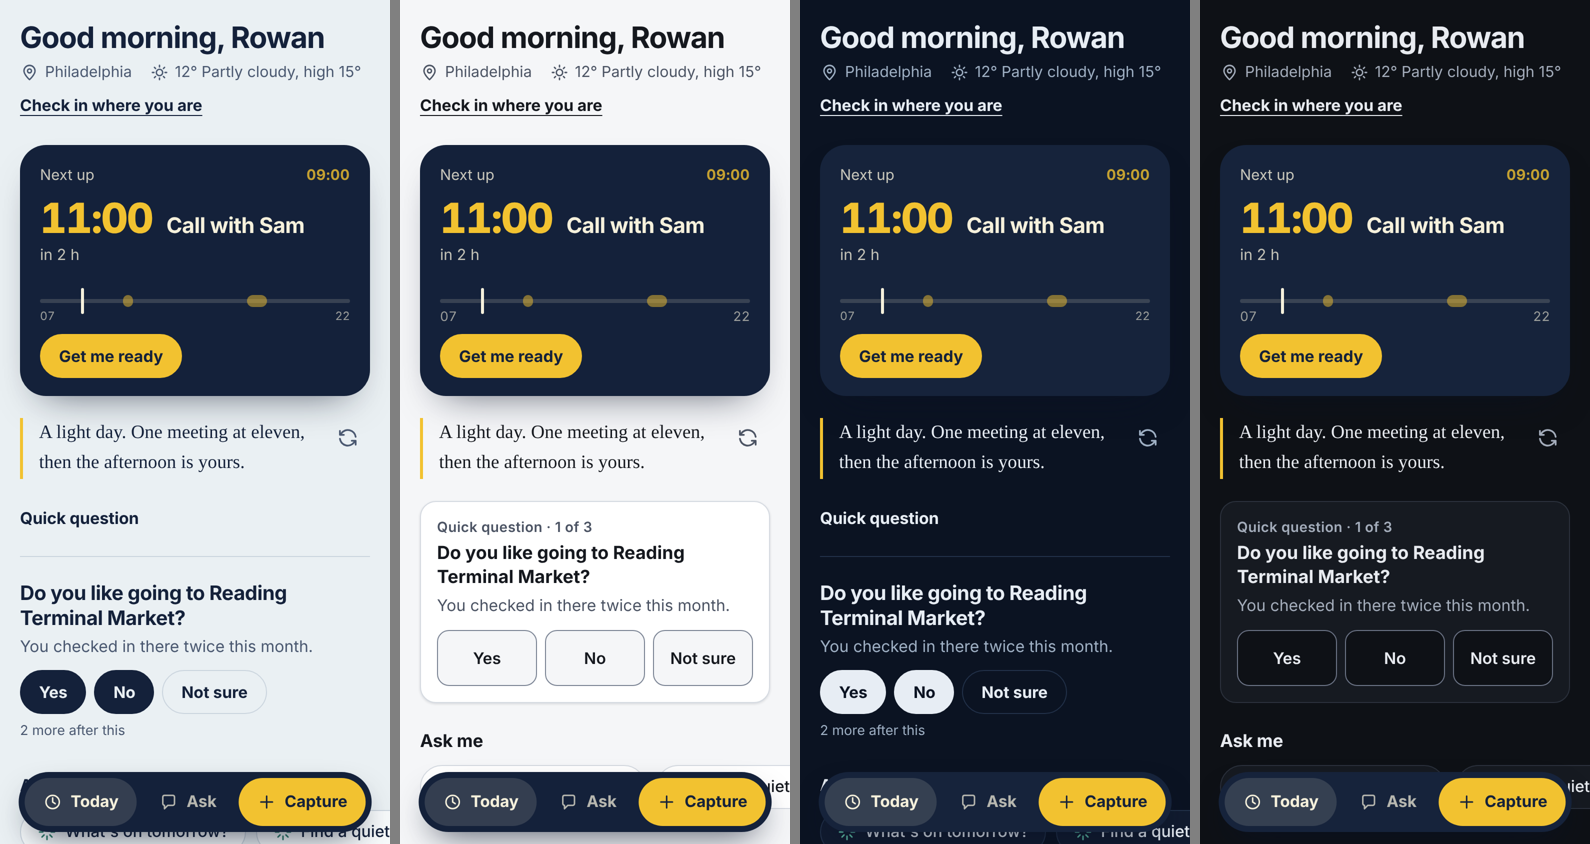 Good morning, Rowan
Philadelphia 12° Partly cloudy, high 15°
Check in where you are
Next up 09:00
11:00 Call with Sam
in 2 h
07 22
Get me ready
A light day. One meeting at eleven,
then the afternoon is yours.
Quick question
Do you like going to Reading
Terminal Market?
You checked in there twice this month.
Yes No Not sure
2 more after this
Today Ask Capture
What's on tomorrow? Find a quiet
Good morning, Rowan
Philadelphia 12° Partly cloudy, high 15°
Check in where you are
Next up 09:00
11:00 Call with Sam
in 2 h
07 22
Get me ready
A light day. One meeting at eleven,
then the afternoon is yours.
Quick question · 1 of 3
Do you like going to Reading
Terminal Market?
You checked in there twice this month.
Yes No Not sure
Ask me
Today Ask Capture
Good morning, Rowan
Philadelphia 12° Partly cloudy, high 15°
Check in where you are
Next up 09:00
11:00 Call with Sam
in 2 h
07 22
Get me ready
A light day. One meeting at eleven,
then the afternoon is yours.
Quick question
Do you like going to Reading
Terminal Market?
You checked in there twice this month.
Yes No Not sure
2 more after this
Today Ask Capture
What's on tomorrow? Find a quiet
Good morning, Rowan
Philadelphia 12° Partly cloudy, high 15°
Check in where you are
Next up 09:00
11:00 Call with Sam
in 2 h
07 22
Get me ready
A light day. One meeting at eleven,
then the afternoon is yours.
Quick question · 1 of 3
Do you like going to Reading
Terminal Market?
You checked in there twice this month.
Yes No Not sure
Ask me
Today Ask Capture